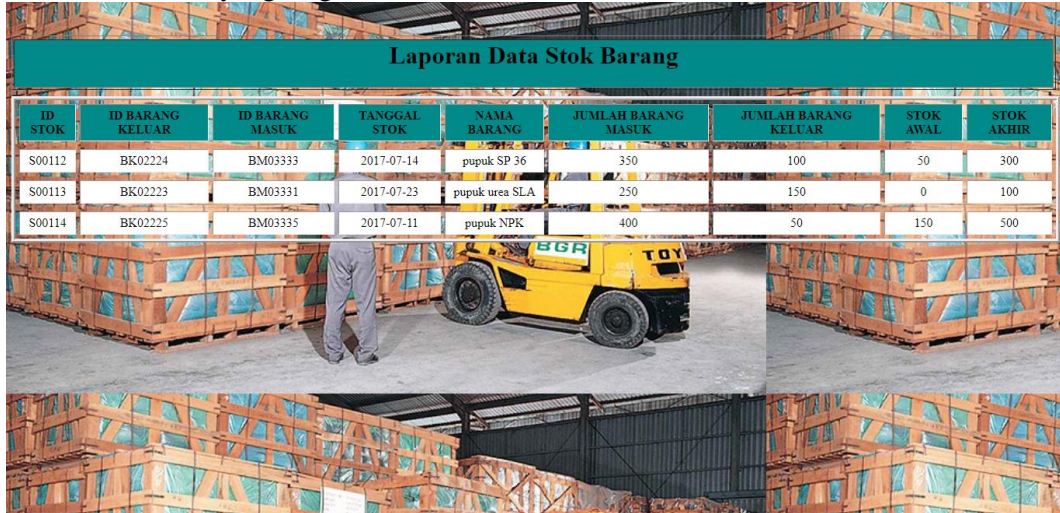 Laporan Data Stok Barang
ID STOK ID BARANG KELUAR ID BARANG MASUK TANGGAL STOK NAMA BARANG JUMLAH BARANG MASUK JUMLAH BARANG KELUAR STOK AWAL STOK AKHIR
S00112 BK02224 BM03333 2017-07-14 pupuk SP 36 350 100 50 300
S00113 BK02223 BM03331 2017-07-23 pupuk urea SLA 250 150 0 100
S00114 BK02225 BM03335 2017-07-11 pupuk NPK 400 50 150 500
BGR TOY